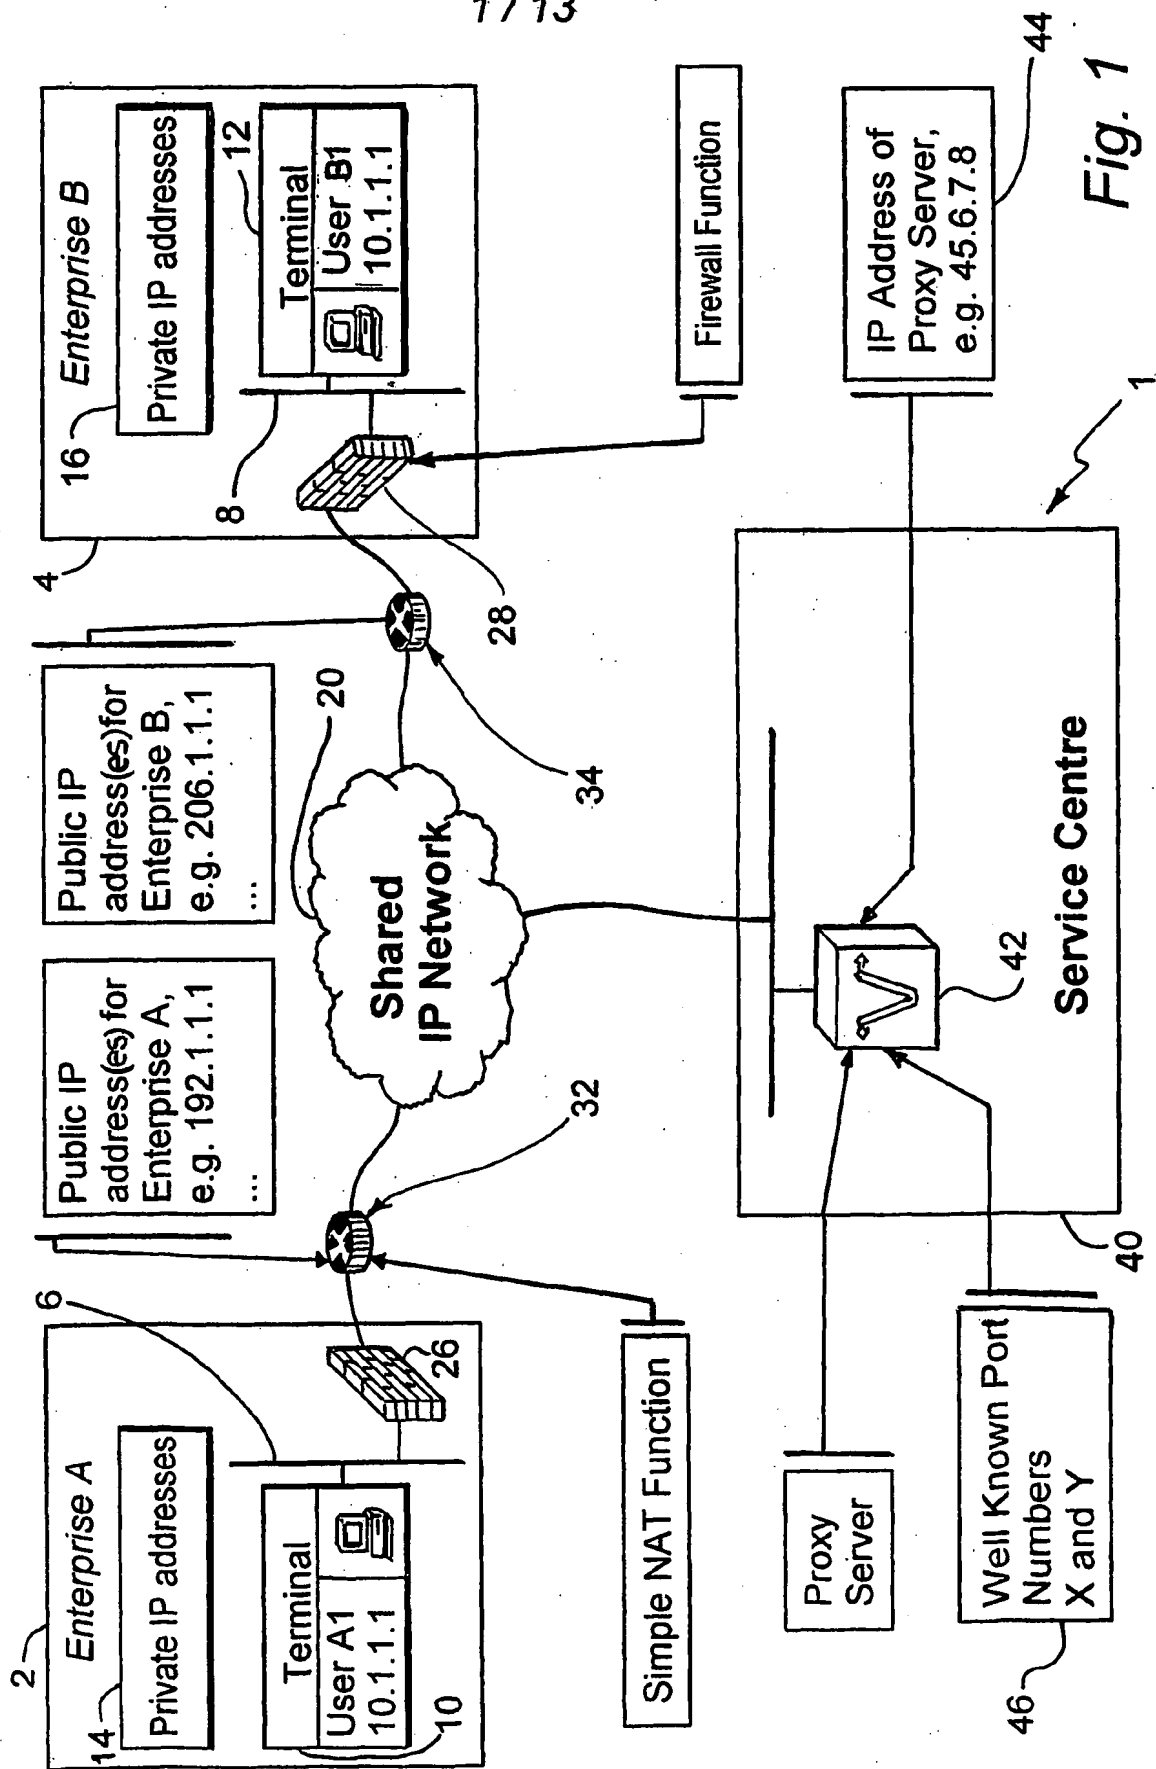 1 / 13
2
Enterprise A
14
Private IP addresses
Terminal
User A1
10.1.1.1
10
6
26
Public IP
address(es) for
Enterprise A,
e.g. 192.1.1.1
...
Public IP
address(es)for
Enterprise B,
e.g. 206.1.1.1
...
4
Enterprise B
16
Private IP addresses
12
Terminal
User B1
10.1.1.1
8
28
20
Shared
IP Network
32
34
Simple NAT Function
Firewall Function
Proxy
Server
Well Known Port
Numbers
X and Y
46
40
42
Service Centre
IP Address of
Proxy Server,
e.g. 45.6.7.8
44
1
Fig. 1